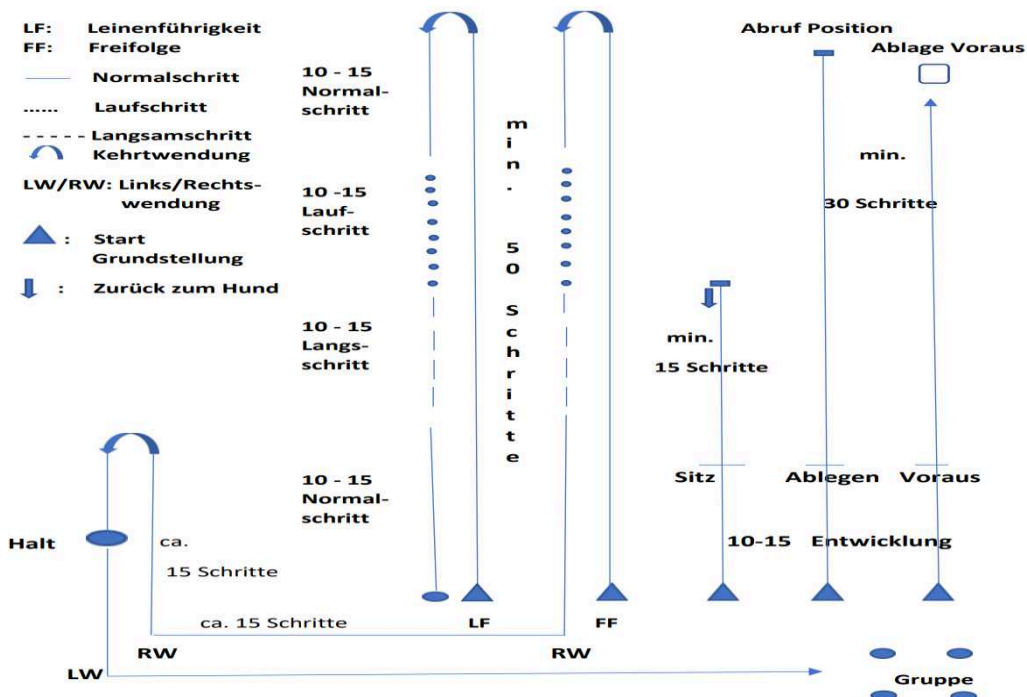 LF: Leinenführigkeit
FF: Freifolge
Normalschritt
...... Laufschritt
- - - - - Langsamschritt
Kehrtwendung
LW/RW: Links/Rechts-
wendung
: Start
Grundstellung
: Zurück zum Hund
10 - 15
Normal-
schritt
10 -15
Lauf-
schritt
10 - 15
Langs-
schritt
10 - 15
Normal-
schritt
min. 50 Schritte
Abruf Position
Ablage Voraus
min.
30 Schritte
min.
15 Schritte
Sitz Ablegen Voraus
10-15 Entwicklung
Halt
ca.
15 Schritte
ca. 15 Schritte
LF
FF
RW
RW
LW
Gruppe